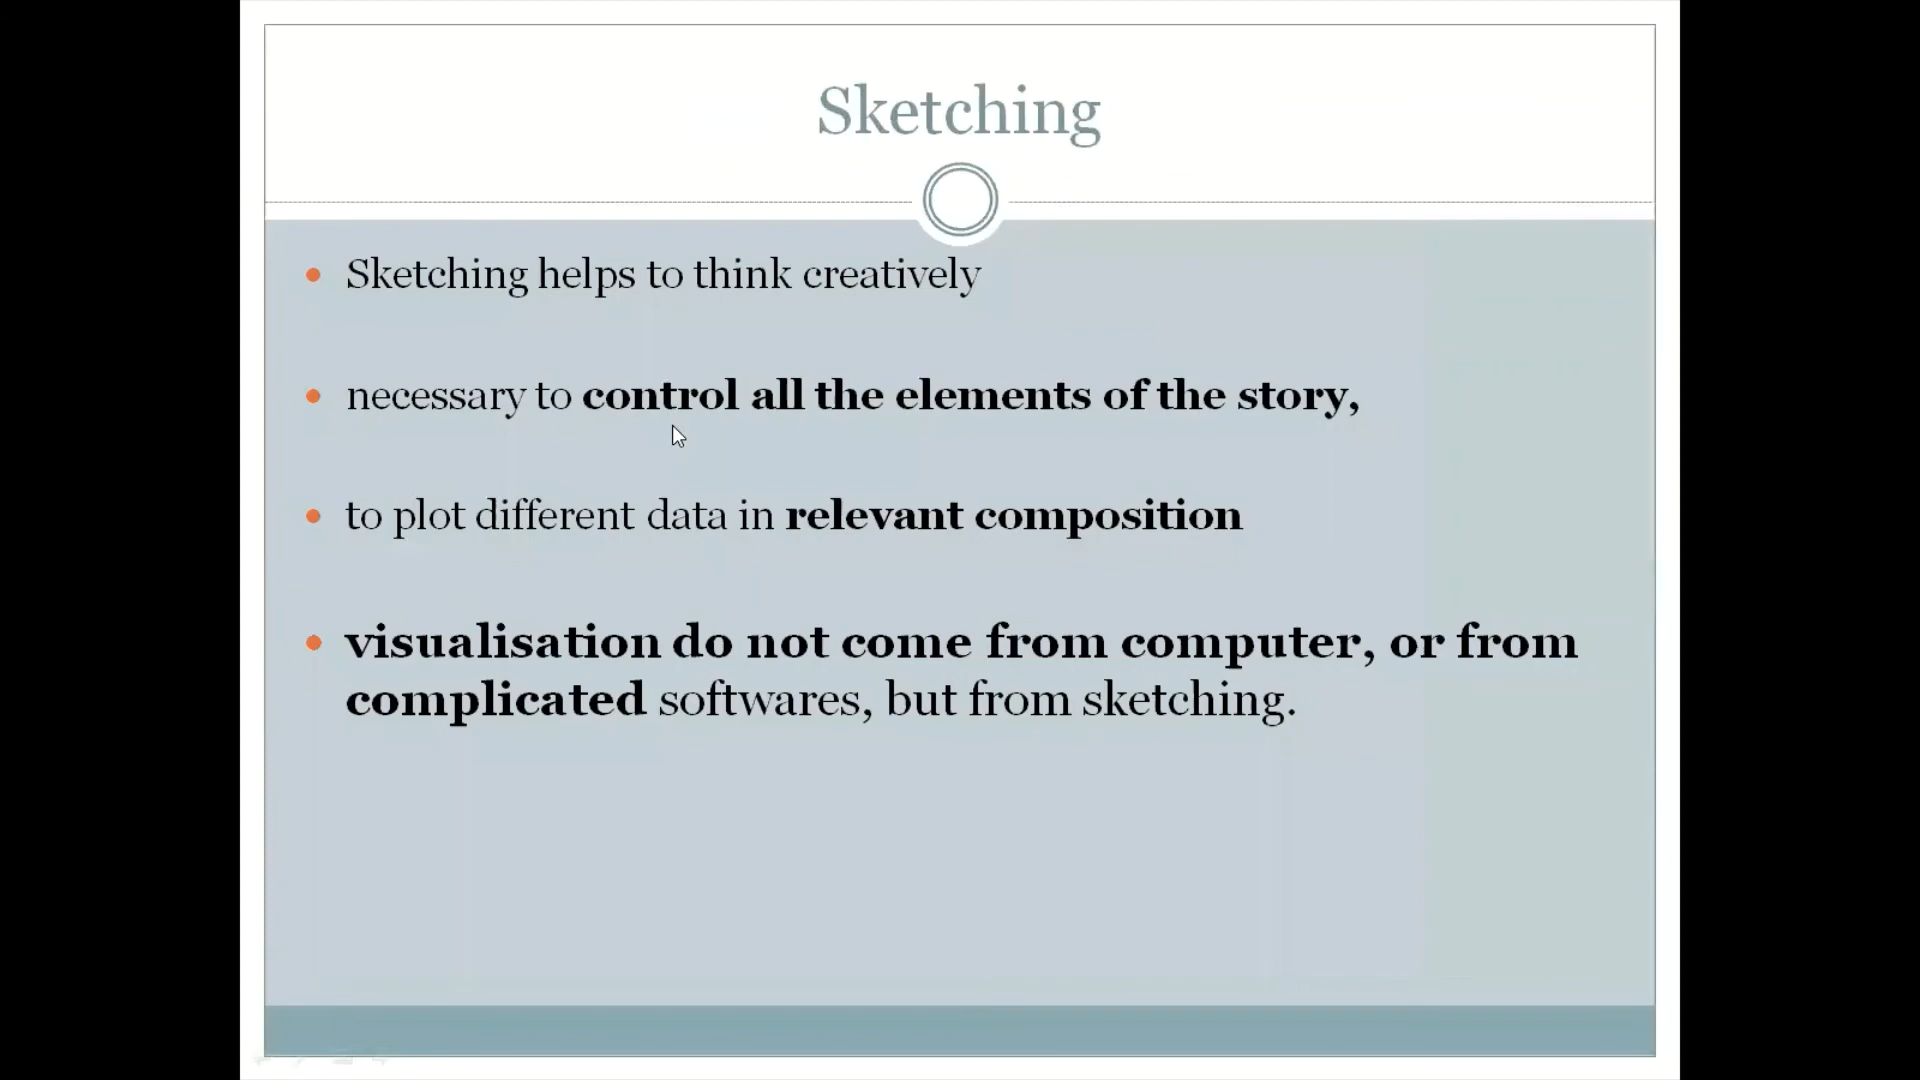 Sketching
Sketching helps to think creatively
necessary to control all the elements of the story,
to plot different data in relevant composition
visualisation do not come from computer, or from
complicated softwares, but from sketching.